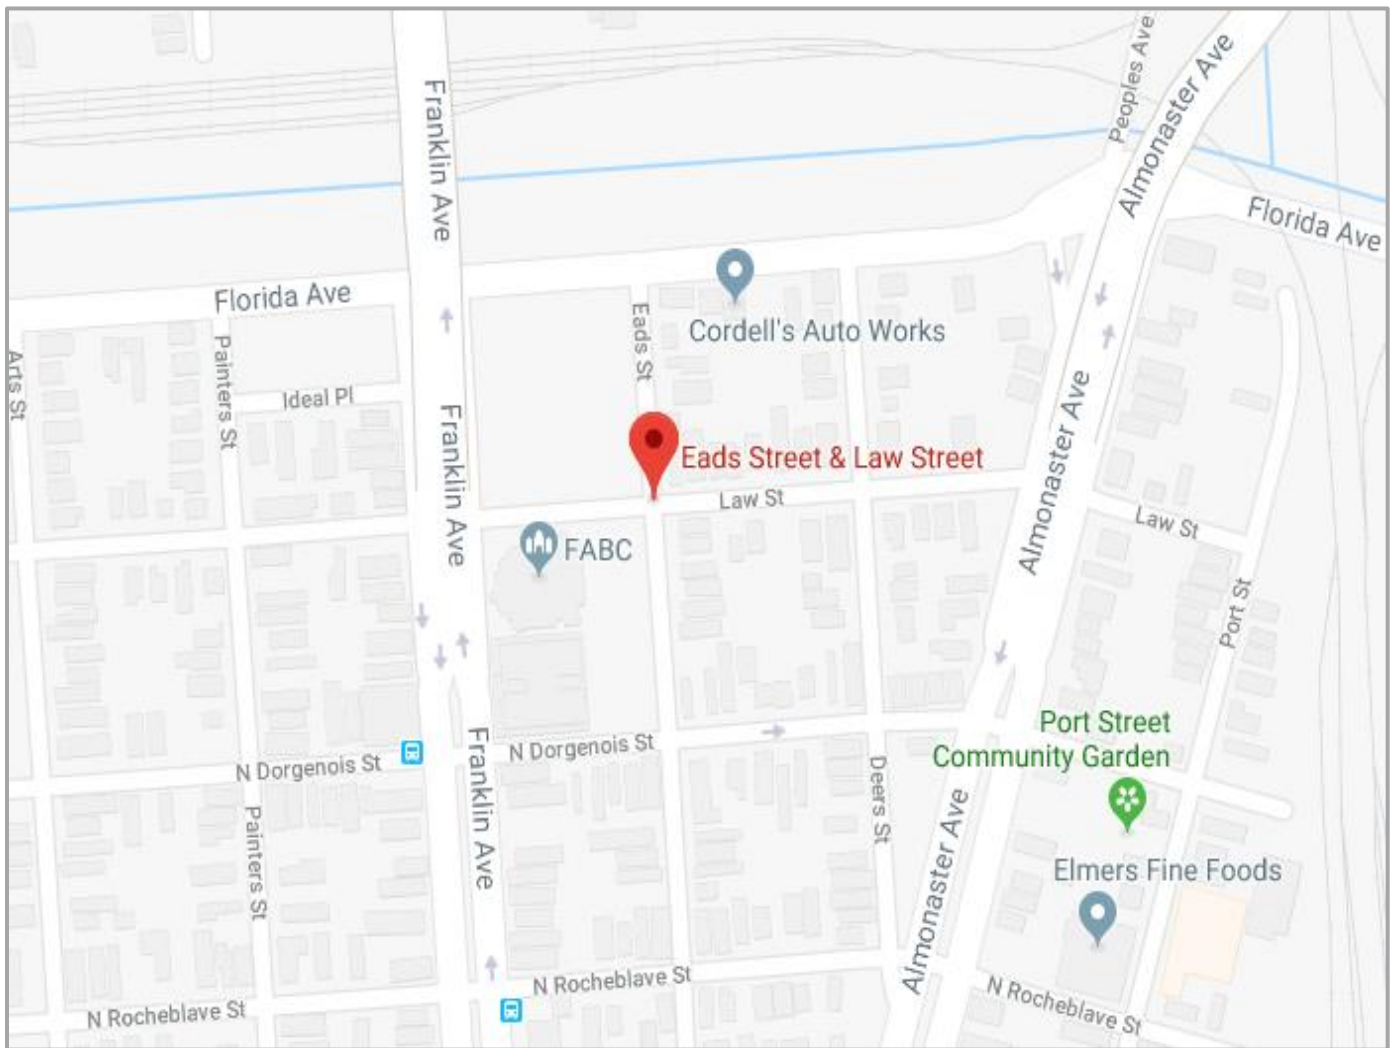 Peoples Ave
Almonaster Ave
Franklin Ave
Florida Ave
Florida Ave
Cordell's Auto Works
Eads St
Arts St
Painters St
Ideal Pl
Franklin Ave
Almonaster Ave
Eads Street & Law Street
Law St
Law St
FABC
Port St
N Dorgenois St
N Dorgenois St
Port Street
Community Garden
Franklin Ave
Deers St
Painters St
Almonaster Ave
Elmers Fine Foods
N Rocheblave St
N Rocheblave St
N Rocheblave St